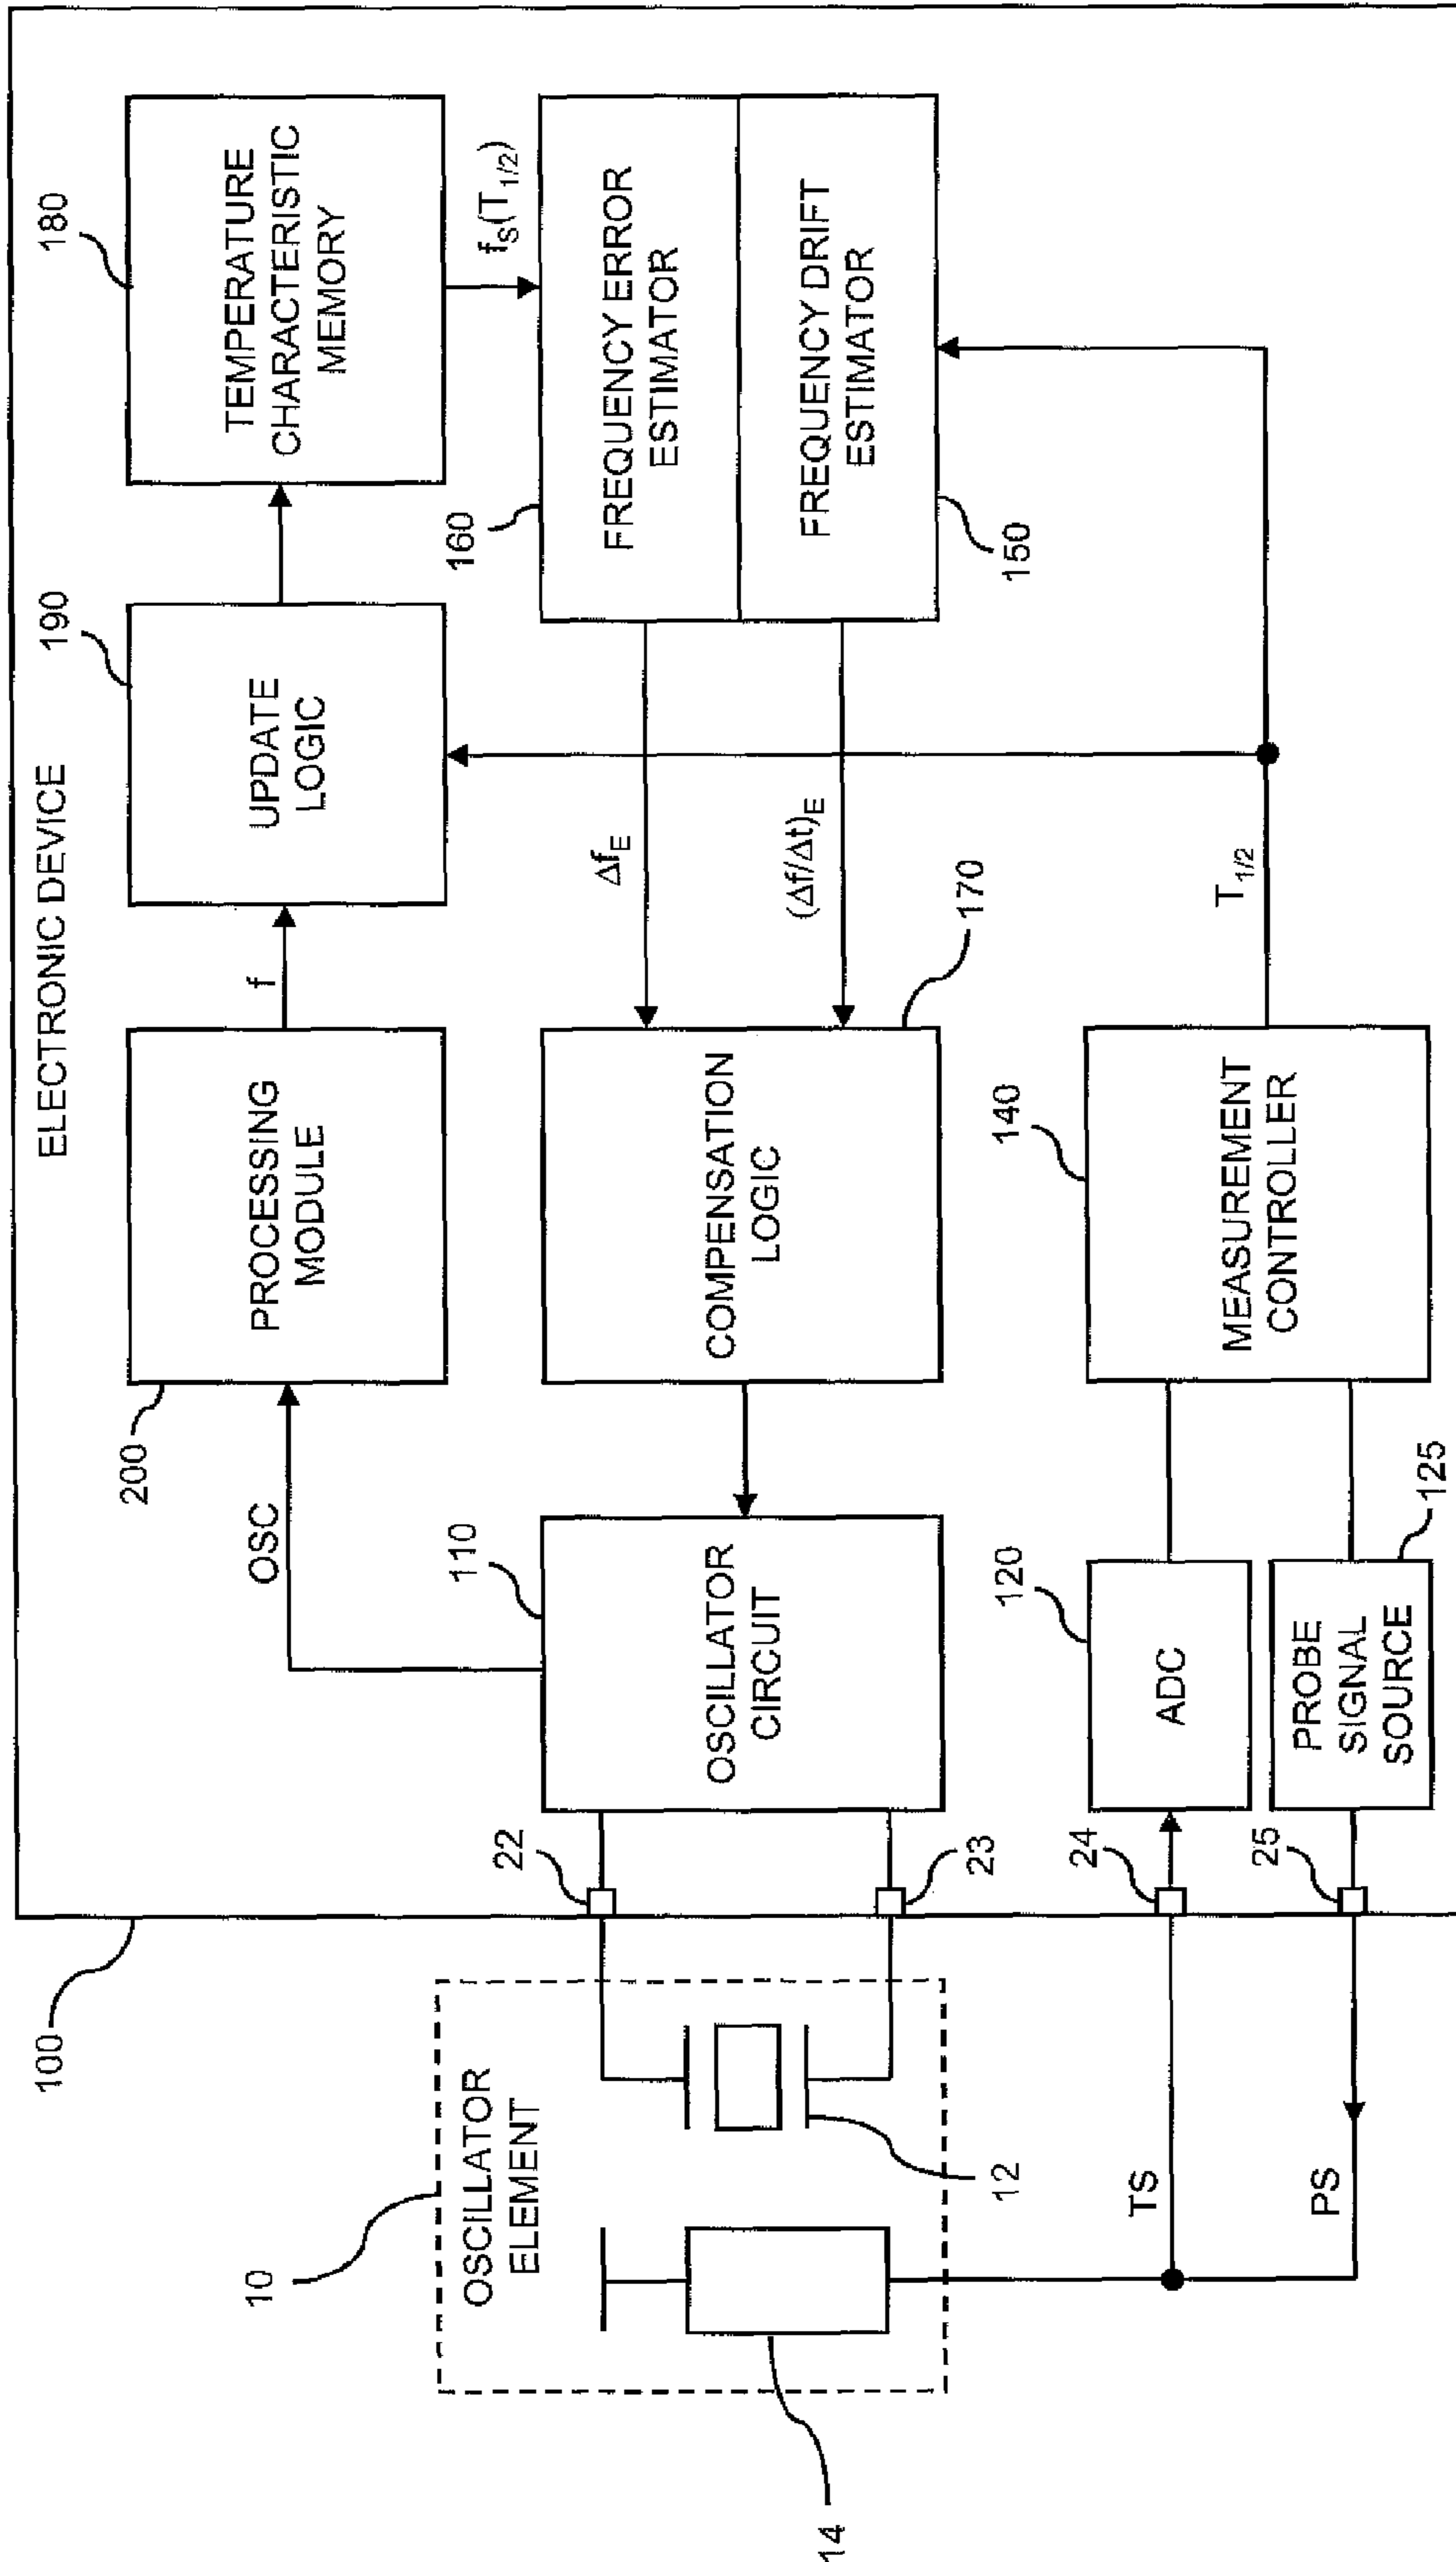 ELECTRONIC DEVICE
100
200
190
180
PROCESSING
MODULE
f
UPDATE
LOGIC
TEMPERATURE
CHARACTERISTIC
MEMORY
OSC
fS(T1/2)
10
OSCILLATOR
ELEMENT
12
14
22
23
110
OSCILLATOR
CIRCUIT
COMPENSATION
LOGIC
170
ΔfE
(Δf/Δt)E
160
FREQUENCY ERROR
ESTIMATOR
FREQUENCY DRIFT
ESTIMATOR
150
TS
PS
24
25
120
ADC
PROBE
SIGNAL
SOURCE
125
140
MEASUREMENT
CONTROLLER
T1/2